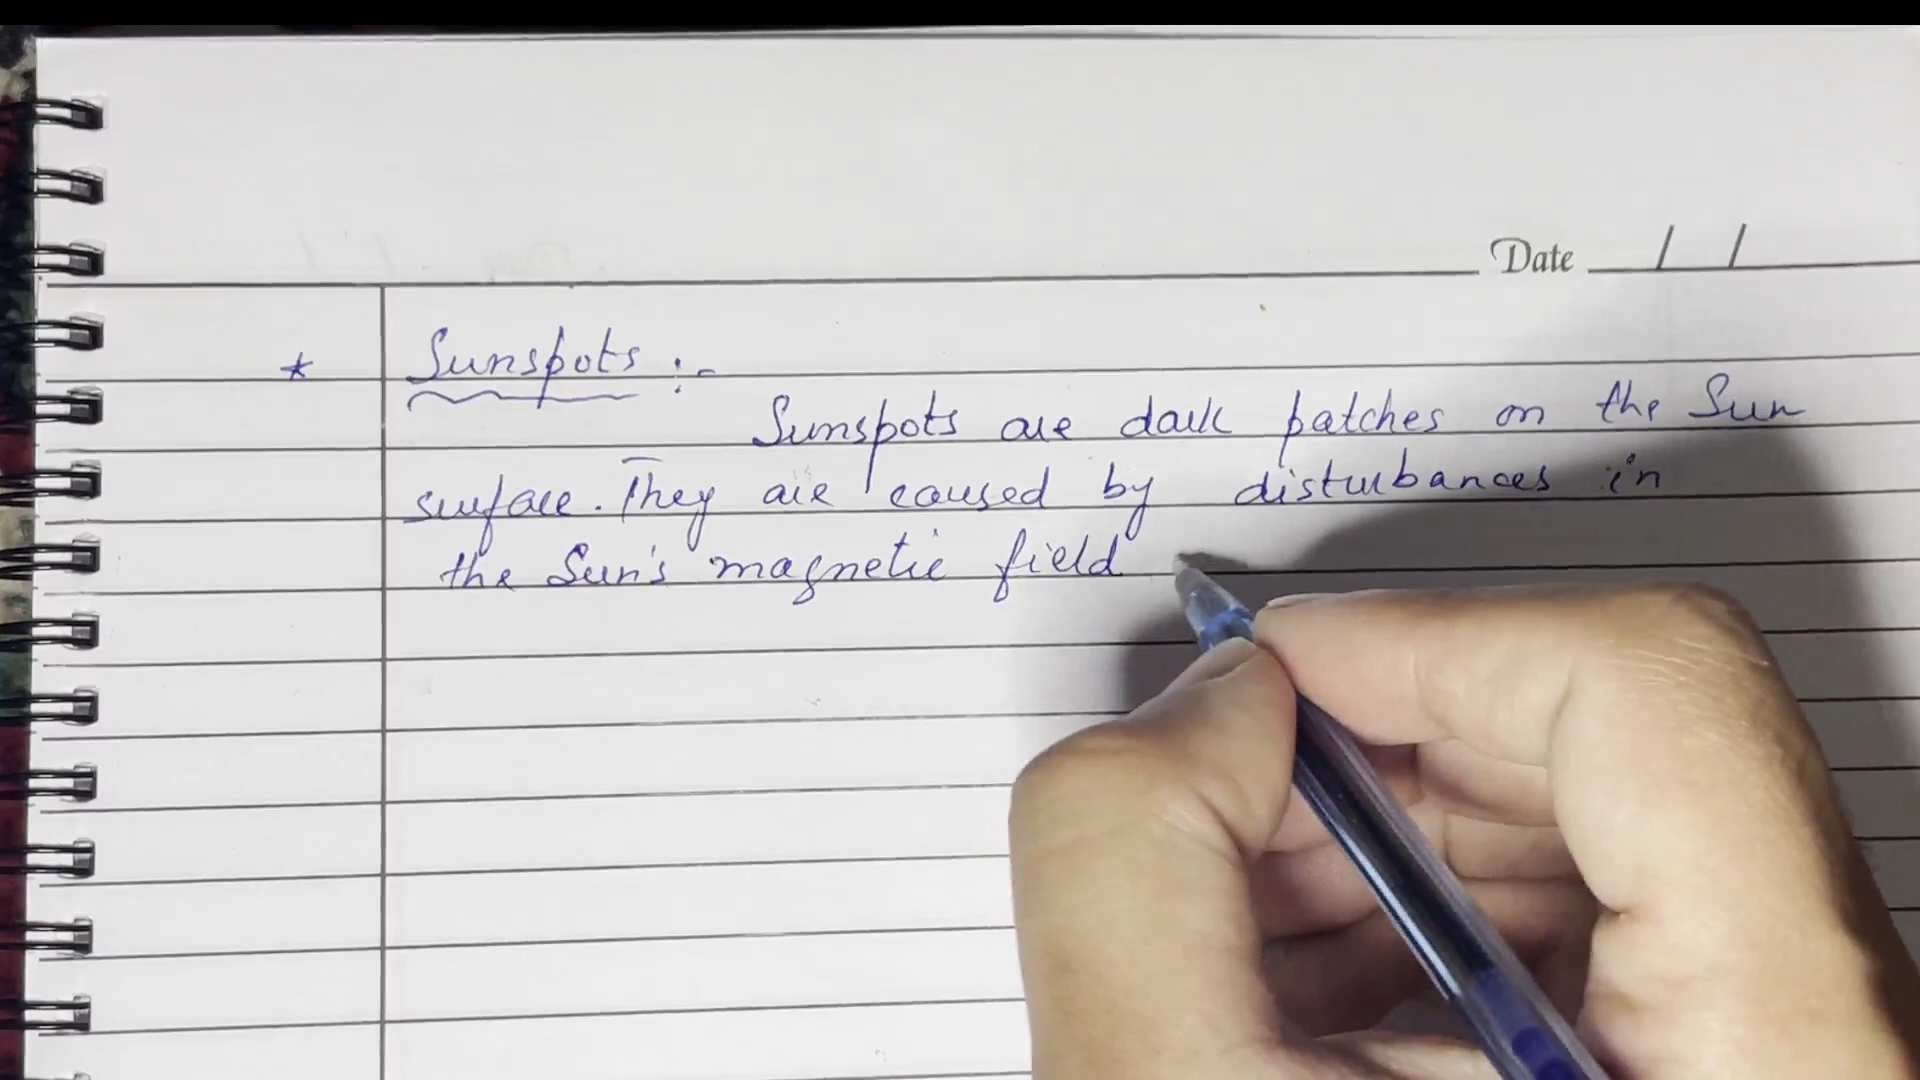 Date / /
* Sunspots :-
Sunspots are dark patches on the Sun
surface. They are caused by disturbances in
the Sun's magnetic field